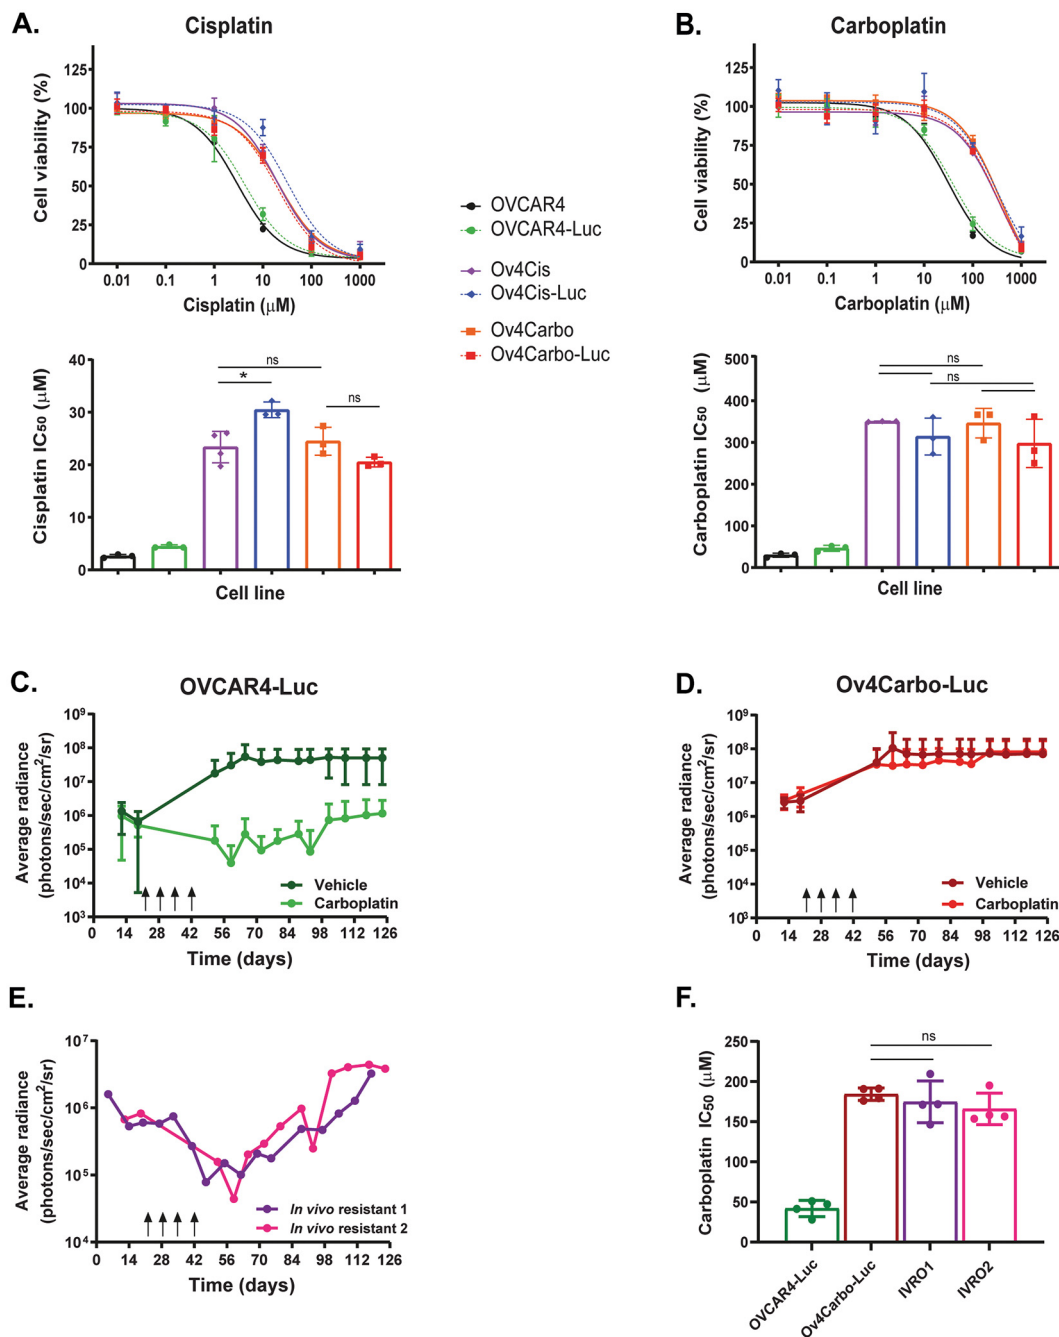 A.
Cisplatin
Cell viability (%)
125
100
75
50
25
0
0.01 0.1 1 10 100 1000
Cisplatin (μM)
B.
Carboplatin
Cell viability (%)
125
100
75
50
25
0
0.01 0.1 1 10 100 1000
Carboplatin (μM)
OVCAR4
OVCAR4-Luc
Ov4Cis
Ov4Cis-Luc
Ov4Carbo
Ov4Carbo-Luc
Cisplatin IC50 (μM)
40
30
20
10
0
ns
*
ns
Cell line
Carboplatin IC50 (μM)
500
400
300
200
100
0
ns
ns
Cell line
C.
OVCAR4-Luc
Average radiance
(photons/sec/cm²/sr)
10⁹
10⁸
10⁷
10⁶
10⁵
10⁴
10³
Vehicle
Carboplatin
0 14 28 42 56 70 84 98 112 126
Time (days)
D.
Ov4Carbo-Luc
Average radiance
(photons/sec/cm²/sr)
10⁹
10⁸
10⁷
10⁶
10⁵
10⁴
10³
Vehicle
Carboplatin
0 14 28 42 56 70 84 98 112 126
Time (days)
E.
Average radiance
(photons/sec/cm²/sr)
10⁷
10⁶
10⁵
10⁴
In vivo resistant 1
In vivo resistant 2
0 14 28 42 56 70 84 98 112 126
Time (days)
F.
Carboplatin IC50 (μM)
250
200
150
100
50
0
ns
OVCAR4-Luc
Ov4Carbo-Luc
IVRO1
IVRO2